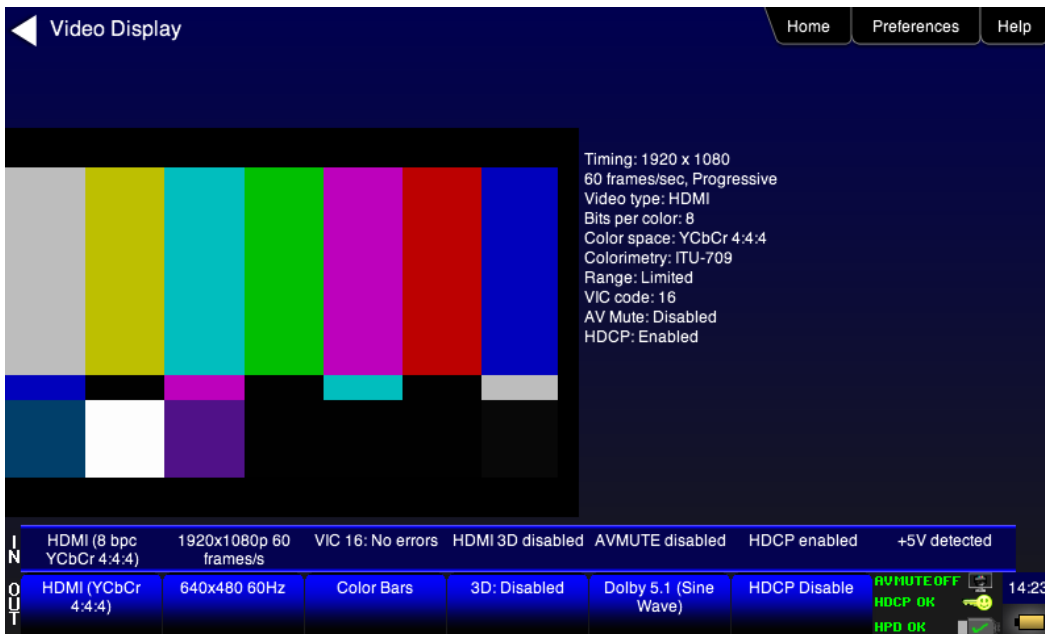 Video Display
Home
Preferences
Help
Timing: 1920 x 1080
60 frames/sec, Progressive
Video type: HDMI
Bits per color: 8
Color space: YCbCr 4:4:4
Colorimetry: ITU-709
Range: Limited
VIC code: 16
AV Mute: Disabled
HDCP: Enabled
IN
HDMI (8 bpc
YCbCr 4:4:4)
1920x1080p 60
frames/s
VIC 16: No errors
HDMI 3D disabled
AVMUTE disabled
HDCP enabled
+5V detected
OUT
HDMI (YCbCr
4:4:4)
640x480 60Hz
Color Bars
3D: Disabled
Dolby 5.1 (Sine
Wave)
HDCP Disable
AVMUTEOFF
HDCP OK
HPD OK
14:23